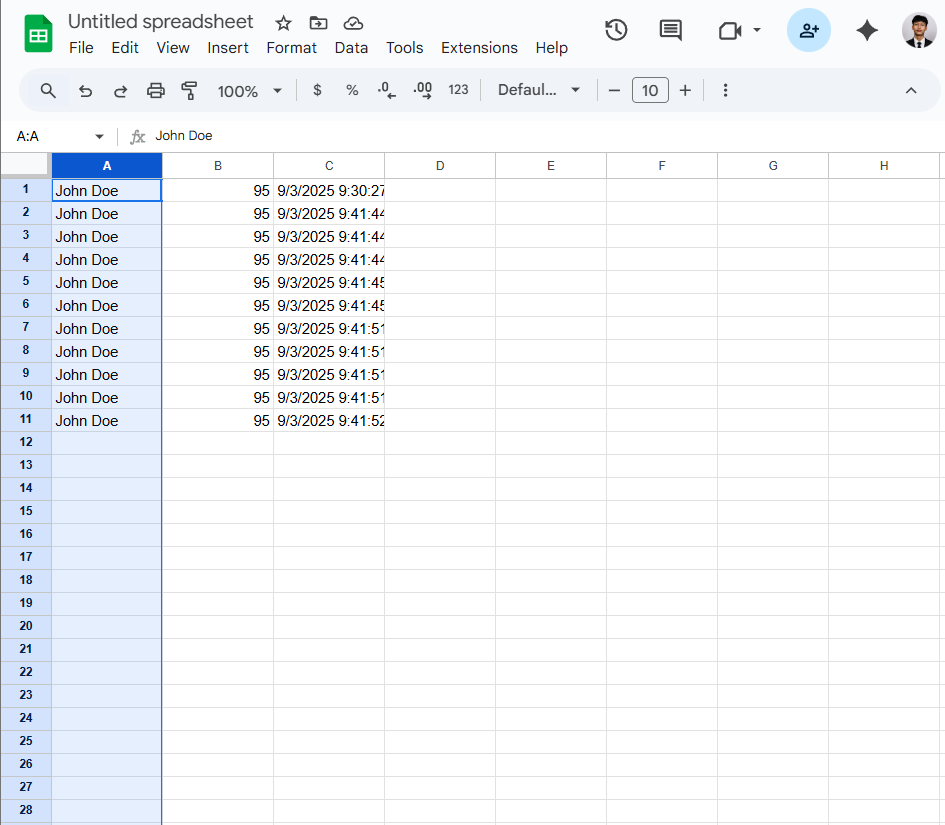 Untitled spreadsheet
File Edit View Insert Format Data Tools Extensions Help
100% $ % .0 .00 123 Defaul... 10
A:A fx John Doe
A B C D E F G H
1 John Doe 95 9/3/2025 9:30:27
2 John Doe 95 9/3/2025 9:41:44
3 John Doe 95 9/3/2025 9:41:44
4 John Doe 95 9/3/2025 9:41:44
5 John Doe 95 9/3/2025 9:41:45
6 John Doe 95 9/3/2025 9:41:45
7 John Doe 95 9/3/2025 9:41:51
8 John Doe 95 9/3/2025 9:41:51
9 John Doe 95 9/3/2025 9:41:51
10 John Doe 95 9/3/2025 9:41:51
11 John Doe 95 9/3/2025 9:41:52
12
13
14
15
16
17
18
19
20
21
22
23
24
25
26
27
28